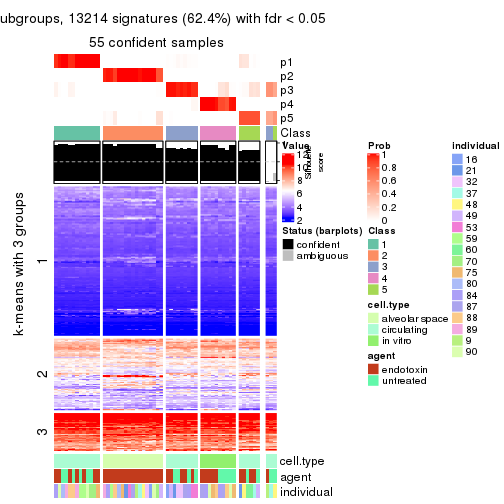 ubgroups, 13214 signatures (62.4%) with fdr < 0.05
55 confident samples
p1
p2
p3
p4
p5
Class
Silhouette
score
k-means with 3 groups
1
2
3
cell.type
agent
individual
Value
12
10
8
6
4
2
Status (barplots)
confident
ambiguous
Prob
1
0.8
0.6
0.4
0.2
0
Class
1
2
3
4
5
cell.type
alveolar space
circulating
in vitro
agent
endotoxin
untreated
individual
16
21
32
37
48
49
53
59
60
70
75
80
84
87
88
89
9
90